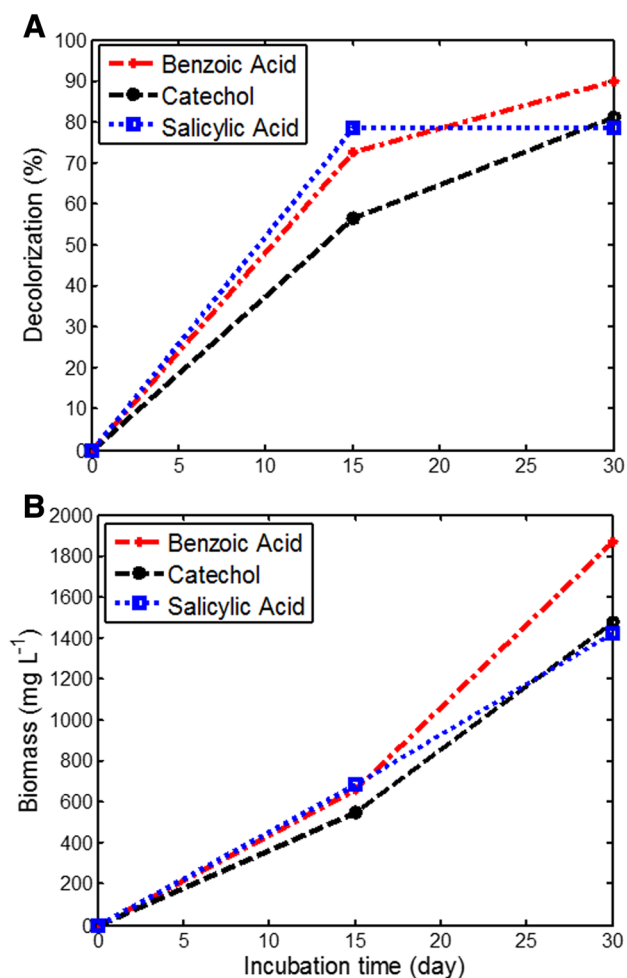 A
100
90
80
70
60
50
40
30
20
10
0
Decolorization (%)
Benzoic Acid
Catechol
Salicylic Acid
0 5 10 15 20 25 30
B
2000
1800
1600
1400
1200
1000
800
600
400
200
0
Biomass (mg L⁻¹)
Benzoic Acid
Catechol
Salicylic Acid
0 5 10 15 20 25 30
Incubation time (day)